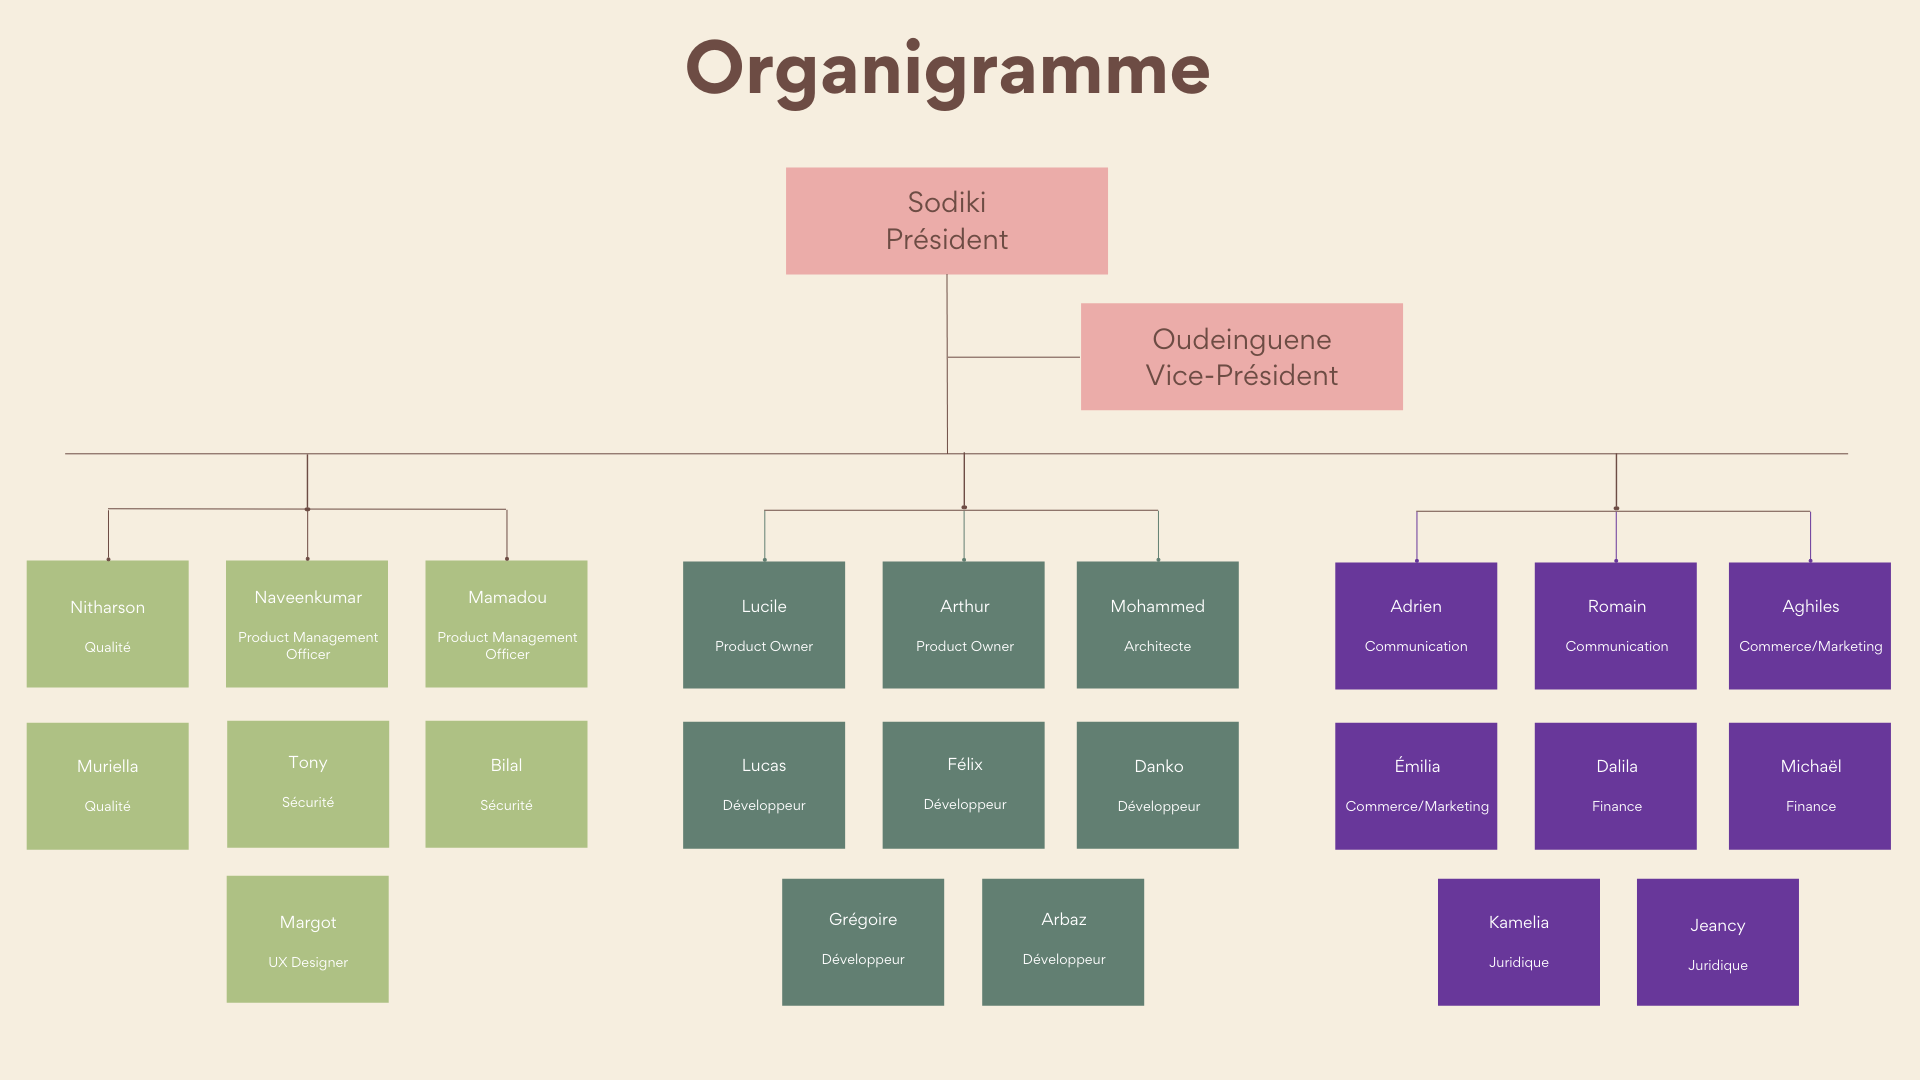 Organigramme
Sodiki
Président
Oudeinguene
Vice-Président
Nitharson
Qualité
Naveenkumar
Product Management
Officer
Mamadou
Product Management
Officer
Lucile
Product Owner
Arthur
Product Owner
Mohammed
Architecte
Adrien
Communication
Romain
Communication
Aghiles
Commerce/Marketing
Muriella
Qualité
Tony
Sécurité
Bilal
Sécurité
Lucas
Développeur
Félix
Développeur
Danko
Développeur
Émilia
Commerce/Marketing
Dalila
Finance
Michaël
Finance
Margot
UX Designer
Grégoire
Développeur
Arbaz
Développeur
Kamelia
Juridique
Jeancy
Juridique